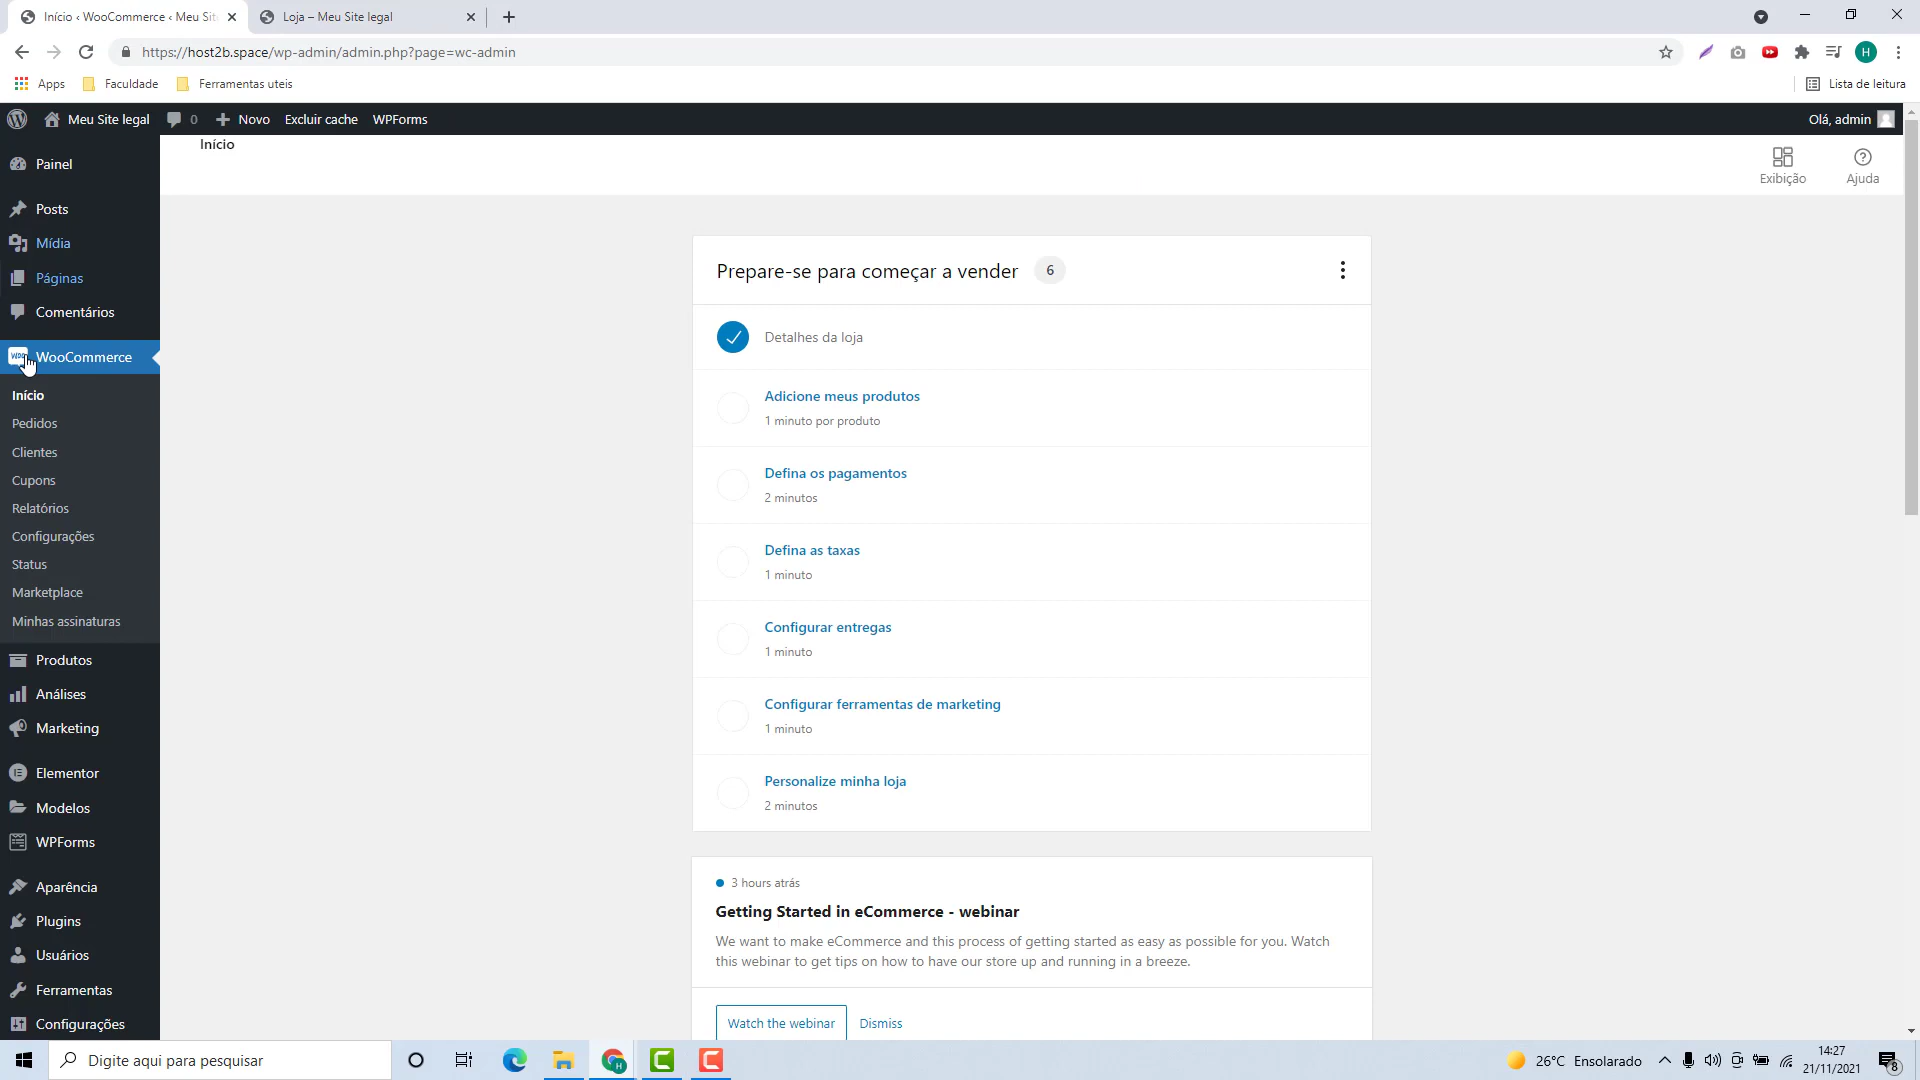 Início ‹ WooCommerce ‹ Meu Sit
Loja – Meu Site legal
https://host2b.space/wp-admin/admin.php?page=wc-admin
H
Apps
Faculdade
Ferramentas uteis
Lista de leitura
Meu Site legal
0
Novo
Excluir cache
WPForms
Olá, admin
Início
Exibição
Ajuda
Painel
Posts
Mídia
Páginas
Comentários
WooCommerce
Início
Pedidos
Clientes
Cupons
Relatórios
Configurações
Status
Marketplace
Minhas assinaturas
Produtos
Análises
Marketing
Elementor
Modelos
WPForms
Aparência
Plugins
Usuários
Ferramentas
Configurações
Prepare-se para começar a vender 6
Detalhes da loja
Adicione meus produtos
1 minuto por produto
Defina os pagamentos
2 minutos
Defina as taxas
1 minuto
Configurar entregas
1 minuto
Configurar ferramentas de marketing
1 minuto
Personalize minha loja
2 minutos
3 hours atrás
Getting Started in eCommerce - webinar
We want to make eCommerce and this process of getting started as easy as possible for you. Watch
this webinar to get tips on how to have our store up and running in a breeze.
Watch the webinar
Dismiss
Digite aqui para pesquisar
26°C Ensolarado
14:27
21/11/2021
8